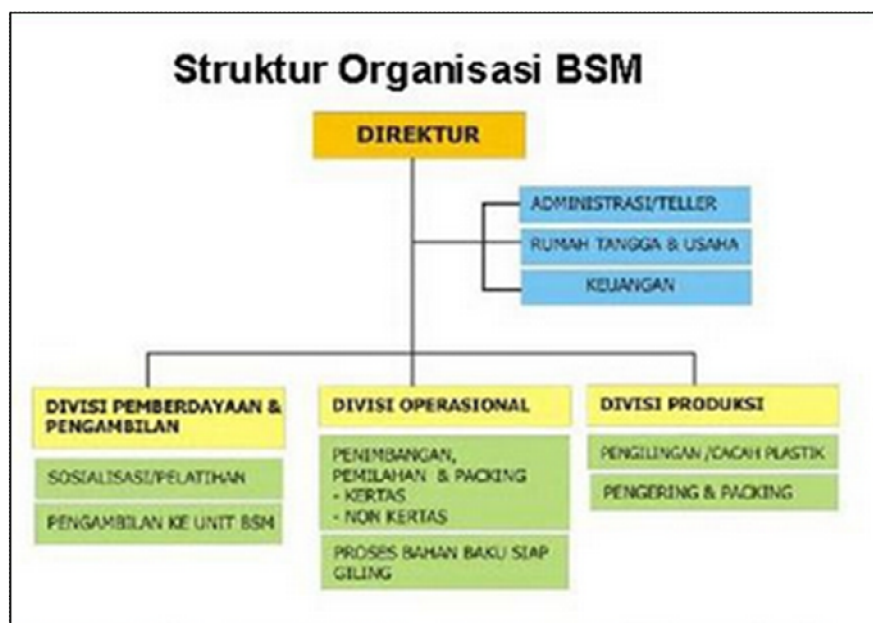 Struktur Organisasi BSM
DIREKTUR
ADMINISTRASI/TELLER
RUMAH TANGGA & USAHA
KEUANGAN
DIVISI PEMBERDAYAAN &
PENGAMBILAN
SOSIALISASI/PELATIHAN
PENGAMBILAN KE UNIT BSM
DIVISI OPERASIONAL
PENIMBANGAN,
PEMILAHAN & PACKING
- KERTAS
- NON KERTAS
PROSES BAHAN BAKU SIAP
GILING
DIVISI PRODUKSI
PENGILINGAN /CACAH PLASTIK
PENGERING & PACKING